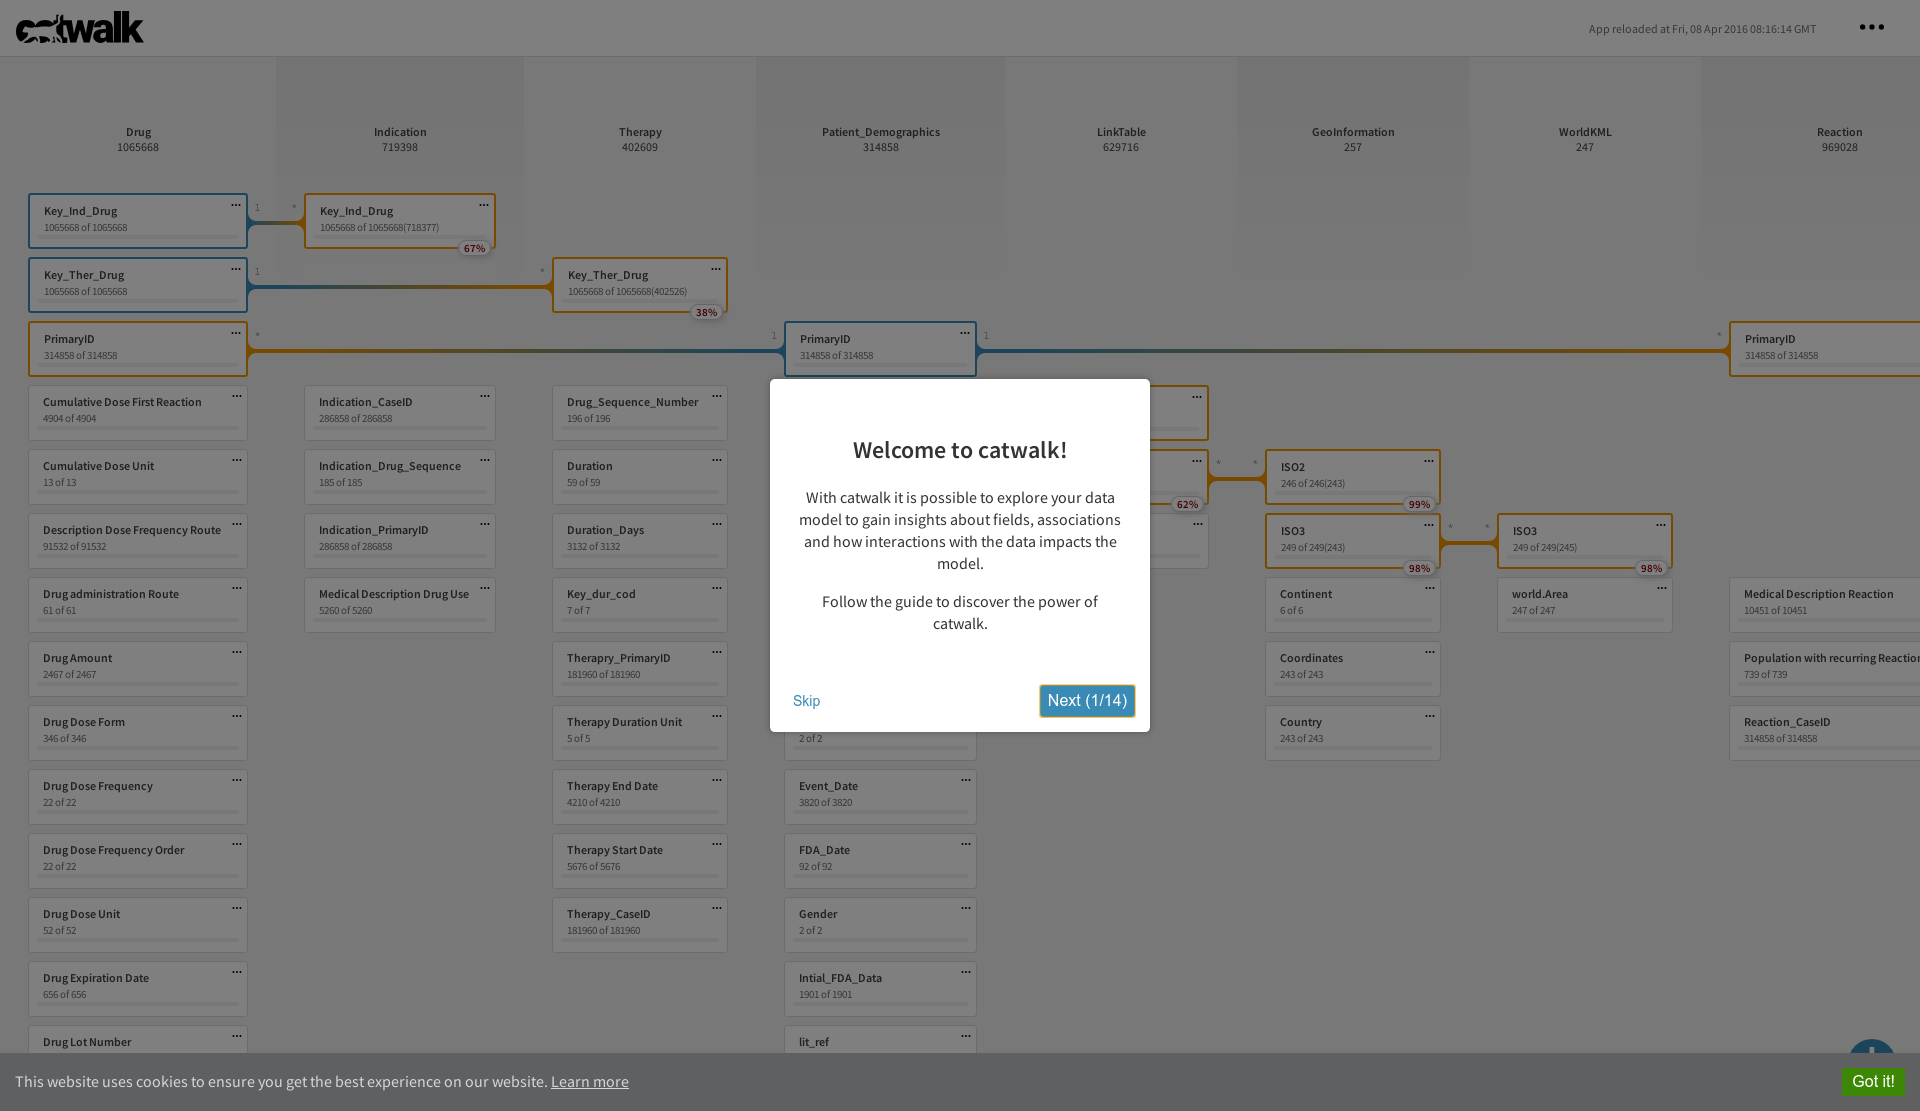 catwalk
App reloaded at Fri, 08 Apr 2016 08:16:14 GMT
Drug
1065668
Indication
719398
Therapy
402609
Patient_Demographics
314858
LinkTable
629716
GeoInformation
257
WorldKML
247
Reaction
969028
Key_Ind_Drug
1065668 of 1065668
1
*
Key_Ind_Drug
1065668 of 1065668(718377)
67%
Key_Ther_Drug
1065668 of 1065668
1
*
Key_Ther_Drug
1065668 of 1065668(402526)
38%
PrimaryID
314858 of 314858
*
1
PrimaryID
314858 of 314858
1
*
PrimaryID
314858 of 314858
Cumulative Dose First Reaction
4904 of 4904
Indication_CaseID
286858 of 286858
Drug_Sequence_Number
196 of 196
Cumulative Dose Unit
13 of 13
Indication_Drug_Sequence
185 of 185
Duration
59 of 59
62%
*
*
ISO2
246 of 246(243)
99%
Description Dose Frequency Route
91532 of 91532
Indication_PrimaryID
286858 of 286858
Duration_Days
3132 of 3132
ISO3
249 of 249(243)
98%
*
*
ISO3
249 of 249(245)
98%
Drug administration Route
61 of 61
Medical Description Drug Use
5260 of 5260
Key_dur_cod
7 of 7
Continent
6 of 6
world.Area
247 of 247
Medical Description Reaction
10451 of 10451
Drug Amount
2467 of 2467
Therapry_PrimaryID
181960 of 181960
Coordinates
243 of 243
Population with recurring Reaction
739 of 739
Drug Dose Form
346 of 346
Therapy Duration Unit
5 of 5
2 of 2
Country
243 of 243
Reaction_CaseID
314858 of 314858
Drug Dose Frequency
22 of 22
Therapy End Date
4210 of 4210
Event_Date
3820 of 3820
Drug Dose Frequency Order
22 of 22
Therapy Start Date
5676 of 5676
FDA_Date
92 of 92
Drug Dose Unit
52 of 52
Therapy_CaseID
181960 of 181960
Gender
2 of 2
Drug Expiration Date
656 of 656
Intial_FDA_Data
1901 of 1901
Drug Lot Number
lit_ref
Welcome to catwalk!
With catwalk it is possible to explore your data
model to gain insights about fields, associations
and how interactions with the data impacts the
model.
Follow the guide to discover the power of
catwalk.
Skip
Next (1/14)
This website uses cookies to ensure you get the best experience on our website. Learn more
Got it!